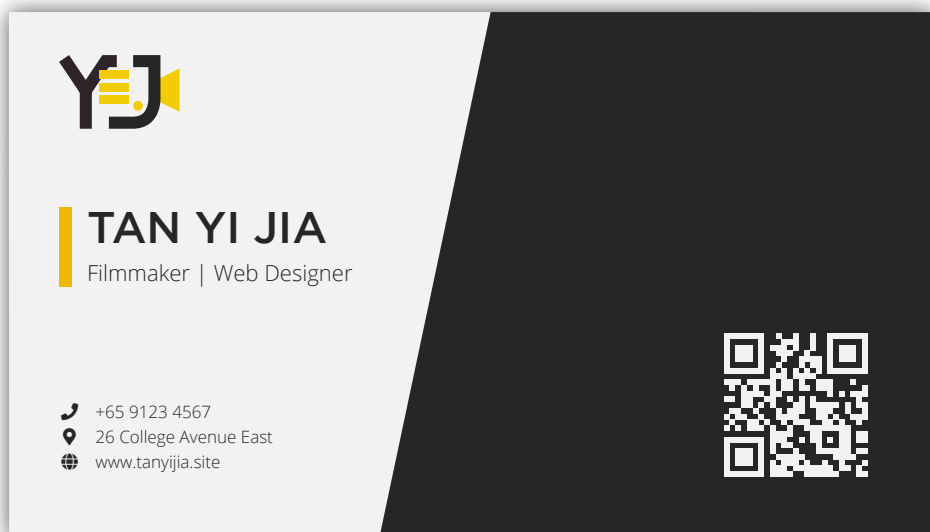 YJ
TAN YI JIA
Filmmaker | Web Designer
+65 9123 4567
26 College Avenue East
www.tanyijia.site